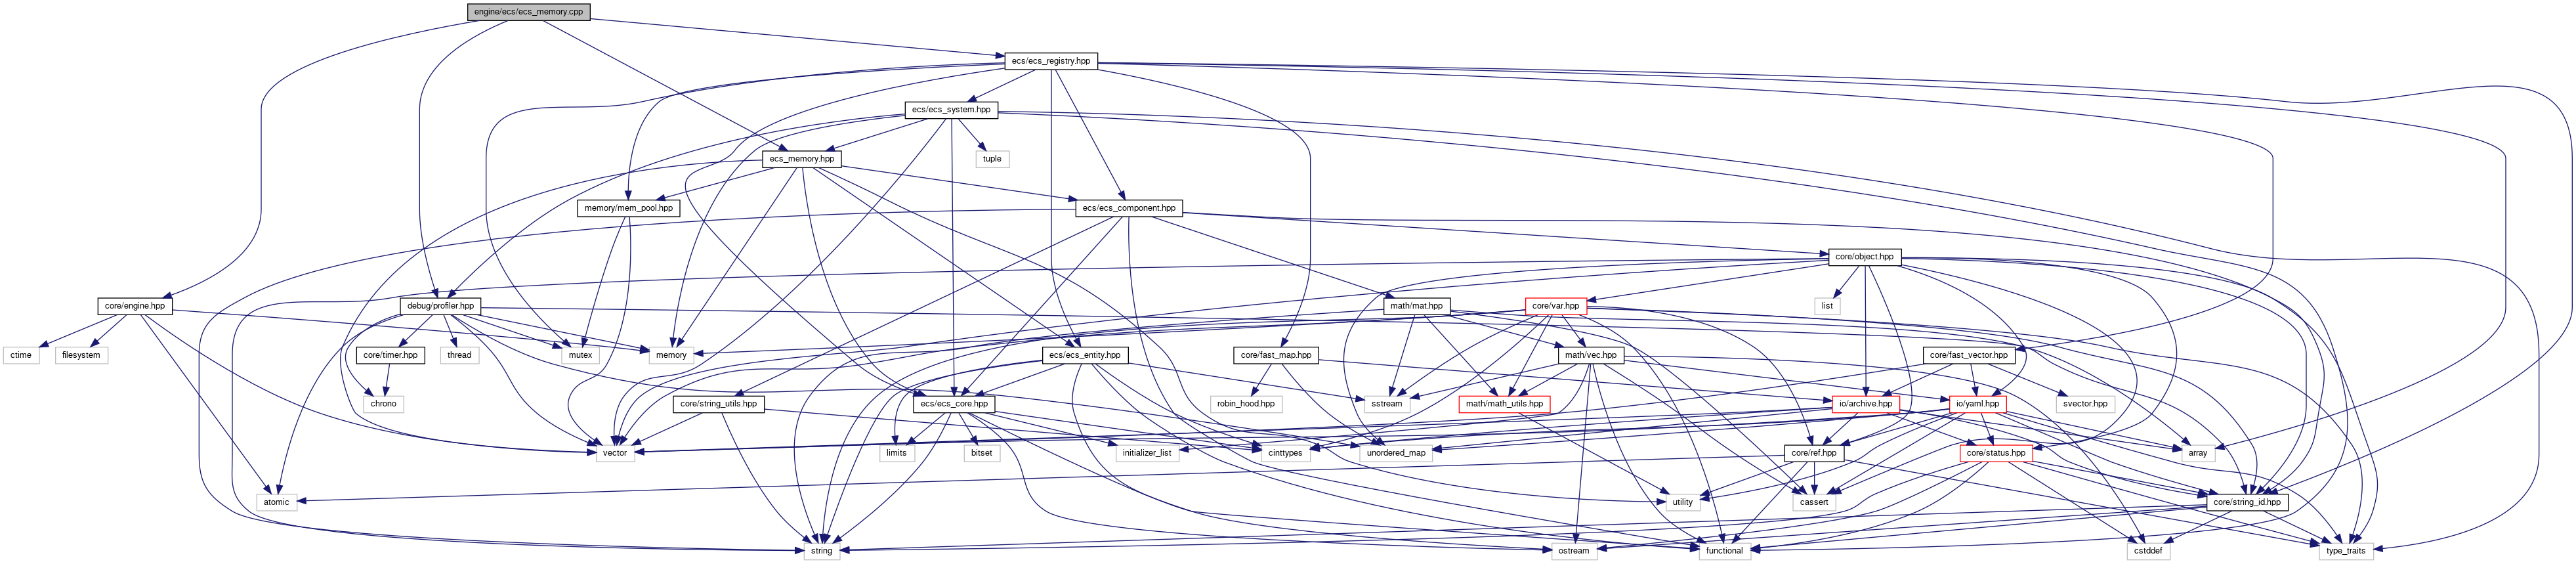 engine/ecs/ecs_memory.cpp
ecs/ecs_registry.hpp
ecs/ecs_system.hpp
ecs_memory.hpp
tuple
memory/mem_pool.hpp
ecs/ecs_component.hpp
core/object.hpp
core/engine.hpp
debug/profiler.hpp
math/mat.hpp
core/var.hpp
list
ctime
filesystem
core/timer.hpp
thread
mutex
memory
ecs/ecs_entity.hpp
core/fast_map.hpp
math/vec.hpp
core/fast_vector.hpp
chrono
core/string_utils.hpp
ecs/ecs_core.hpp
robin_hood.hpp
sstream
math/math_utils.hpp
io/archive.hpp
io/yaml.hpp
svector.hpp
vector
limits
bitset
initializer_list
cinttypes
unordered_map
core/ref.hpp
core/status.hpp
array
atomic
utility
cassert
core/string_id.hpp
string
ostream
functional
cstddef
type_traits